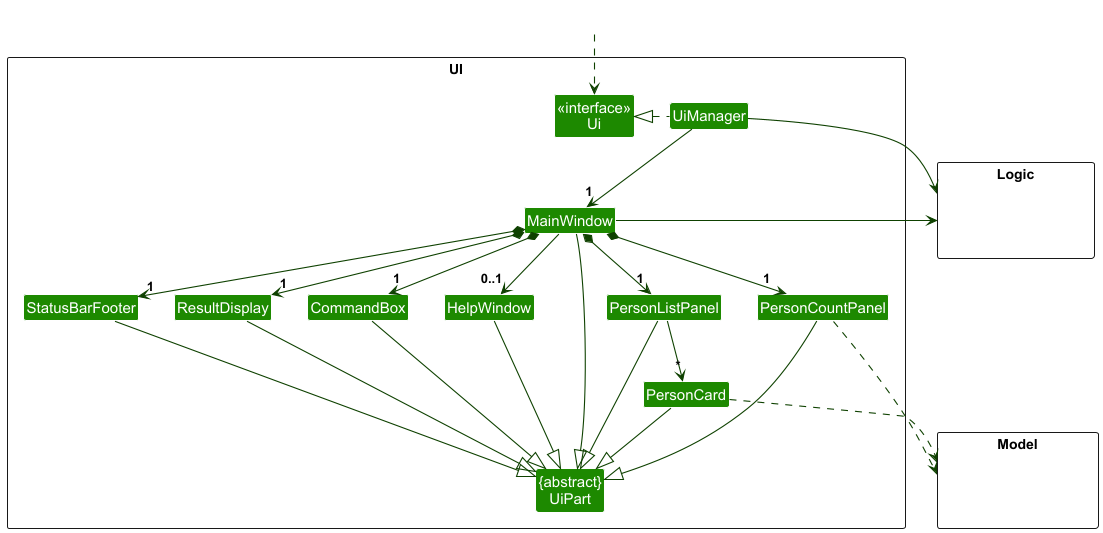 UI
«interface»
Ui
UiManager
Logic
1
MainWindow
1
1
1
0..1
1
1
StatusBarFooter
ResultDisplay
CommandBox
HelpWindow
PersonListPanel
PersonCountPanel
*
PersonCard
Model
{abstract}
UiPart